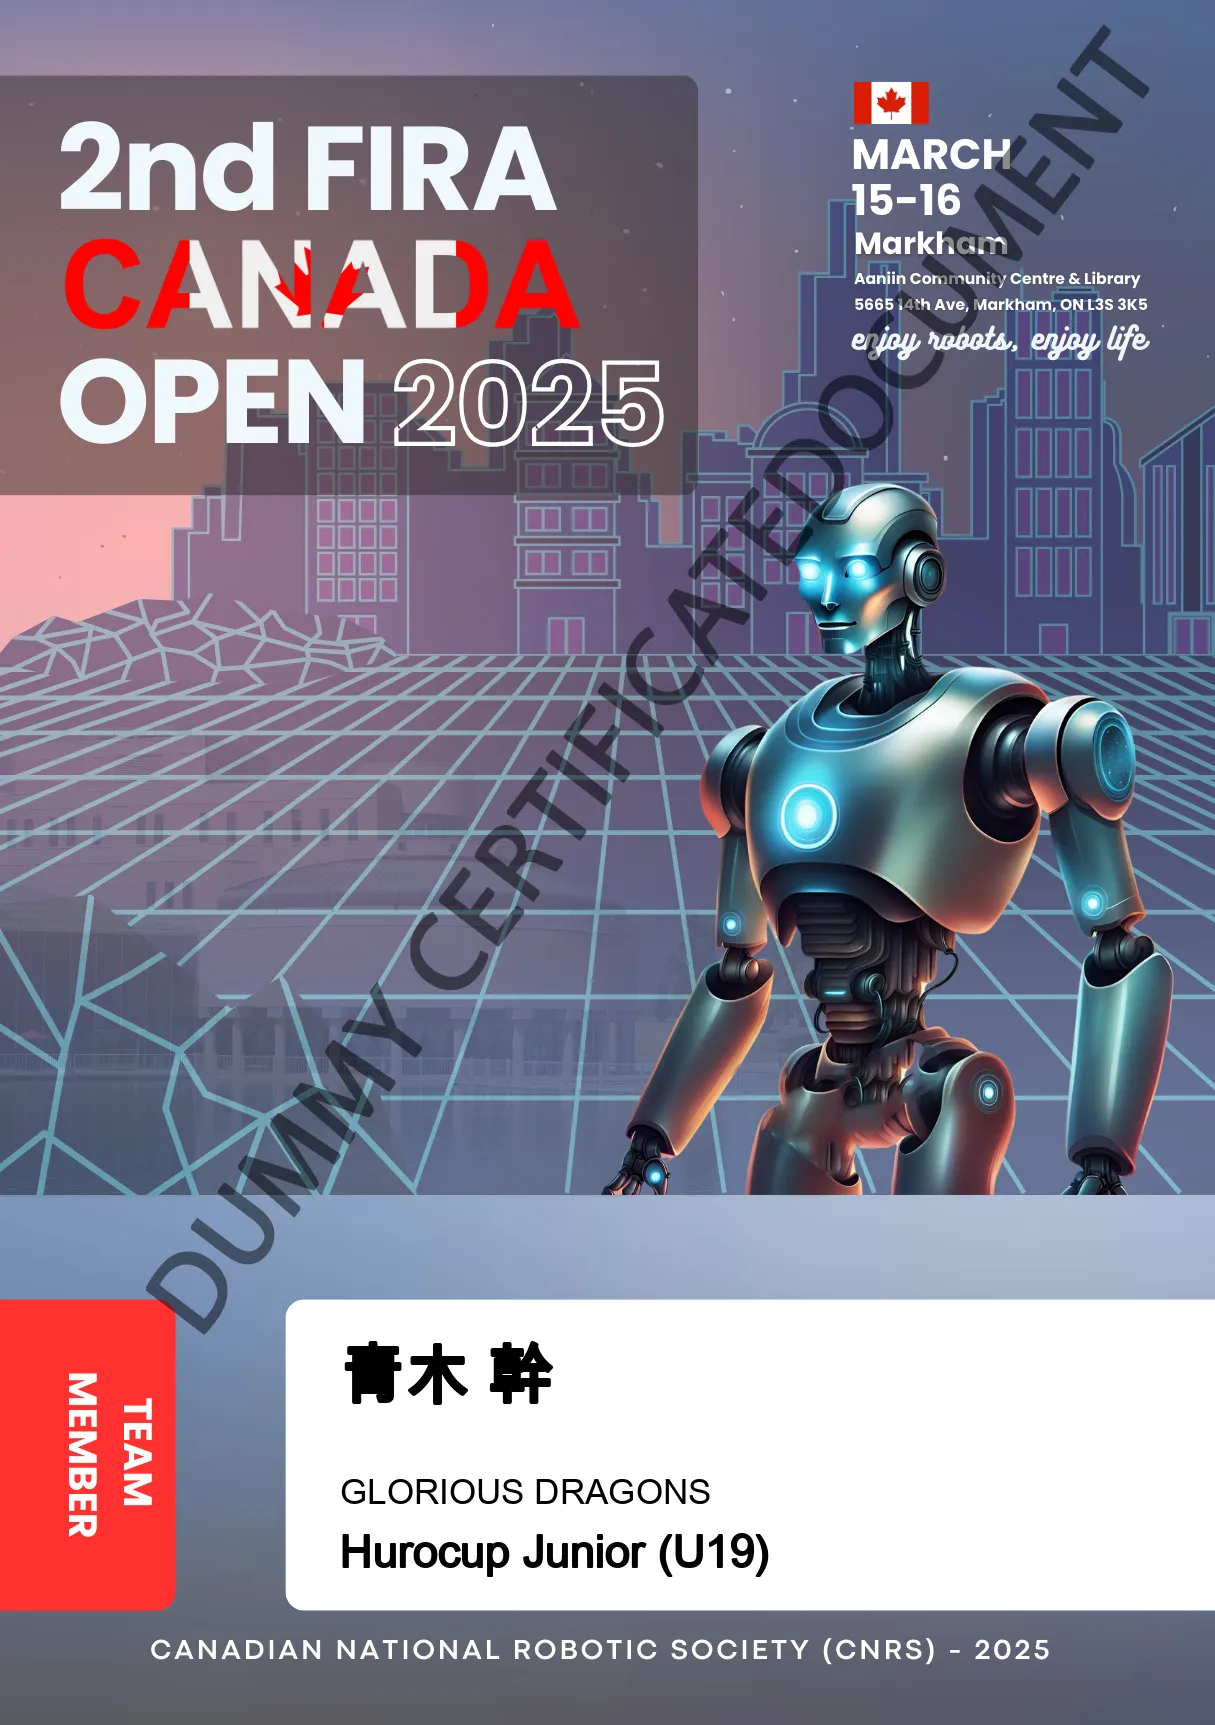 2nd FIRA
CANADA
OPEN 2025
MARCH
15-16
Markham
Aaniin Community Centre & Library
5665 14th Ave, Markham, ON L3S 3K5
enjoy robots, enjoy life
DUMMY CERTIFICATEDOCUMENT
TEAM
MEMBER
青木 幹
GLORIOUS DRAGONS
Hurocup Junior (U19)
CANADIAN NATIONAL ROBOTIC SOCIETY (CNRS) - 2025